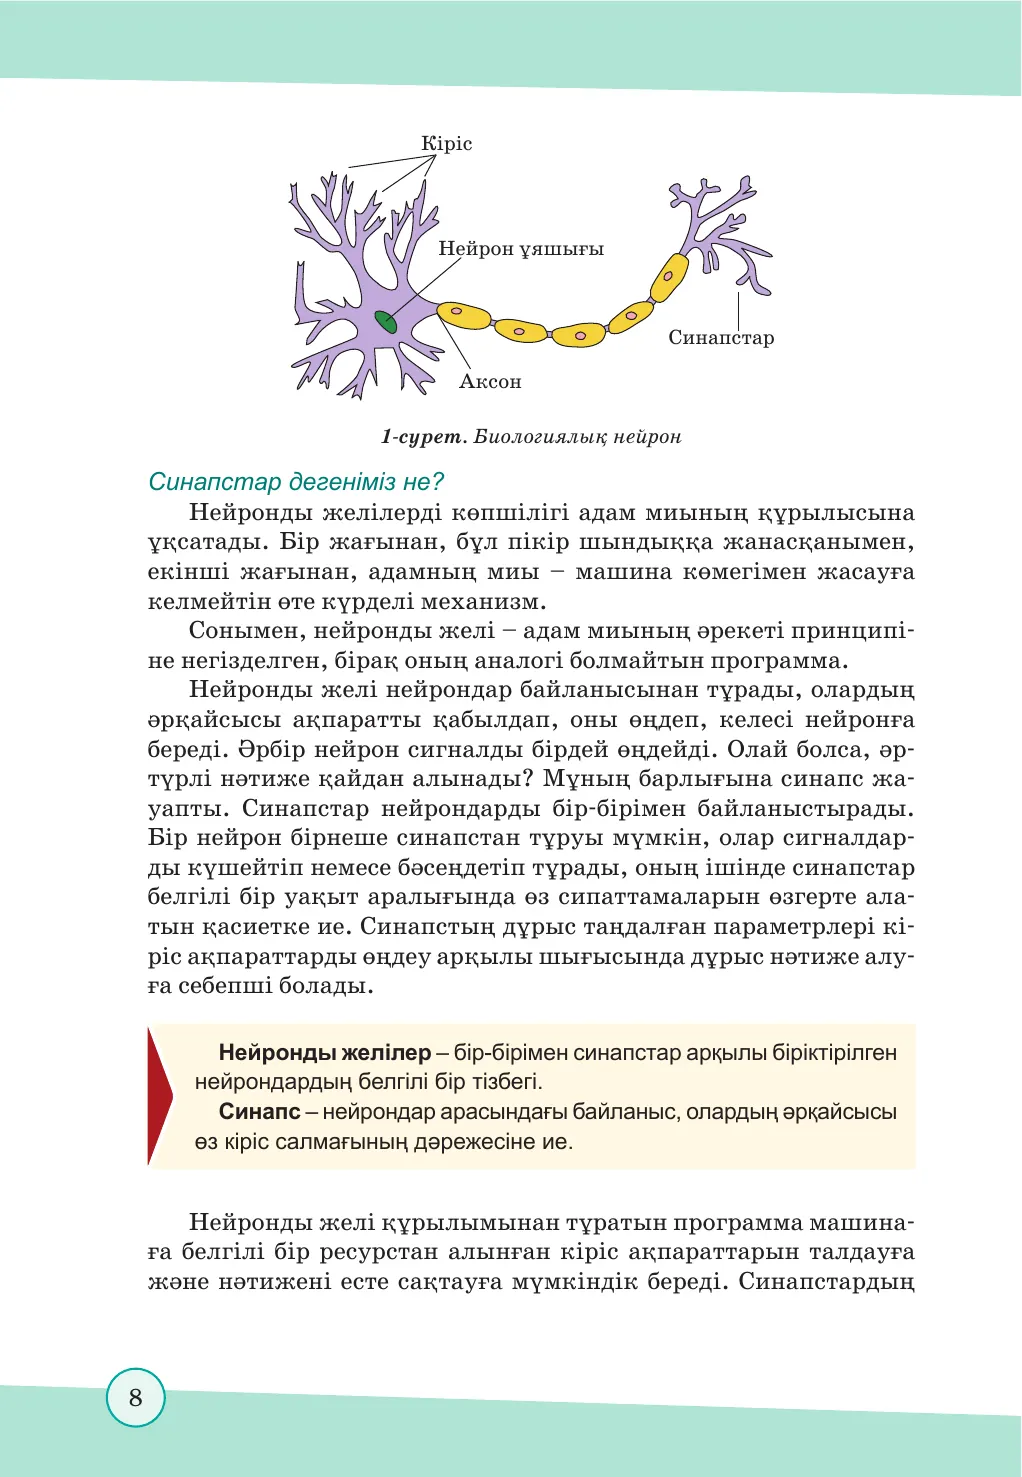 Кіріс
Нейрон ұяшығы
Синапстар
Аксон
1-сурет. Биологиялық нейрон
Синапстар дегеніміз не?
Нейронды желілерді көпшілігі адам миының құрылысына
ұқсатады. Бір жағынан, бұл пікір шындыққа жанасқанымен,
екінші жағынан, адамның миы – машина көмегімен жасауға
келмейтін өте күрделі механизм.
Сонымен, нейронды желі – адам миының әрекеті принципі-
не негізделген, бірақ оның аналогі болмайтын программа.
Нейронды желі нейрондар байланысынан тұрады, олардың
әрқайсысы ақпаратты қабылдап, оны өңдеп, келесі нейронға
береді. Әрбір нейрон сигналды бірдей өңдейді. Олай болса, әр-
түрлі нәтиже қайдан алынады? Мұның барлығына синапс жа-
уапты. Синапстар нейрондарды бір-бірімен байланыстырады.
Бір нейрон бірнеше синапстан тұруы мүмкін, олар сигналдар-
ды күшейтіп немесе бәсеңдетіп тұрады, оның ішінде синапстар
белгілі бір уақыт аралығында өз сипаттамаларын өзгерте ала-
тын қасиетке ие. Синапстың дұрыс таңдалған параметрлері кі-
ріс ақпараттарды өңдеу арқылы шығысында дұрыс нәтиже алу-
ға себепші болады.
Нейронды желілер – бір-бірімен синапстар арқылы біріктірілген
нейрондардың белгілі бір тізбегі.
Синапс – нейрондар арасындағы байланыс, олардың әрқайсысы
өз кіріс салмағының дәрежесіне ие.
Нейронды желі құрылымынан тұратын программа машина-
ға белгілі бір ресурстан алынған кіріс ақпараттарын талдауға
және нәтижені есте сақтауға мүмкіндік береді. Синапстардың
8